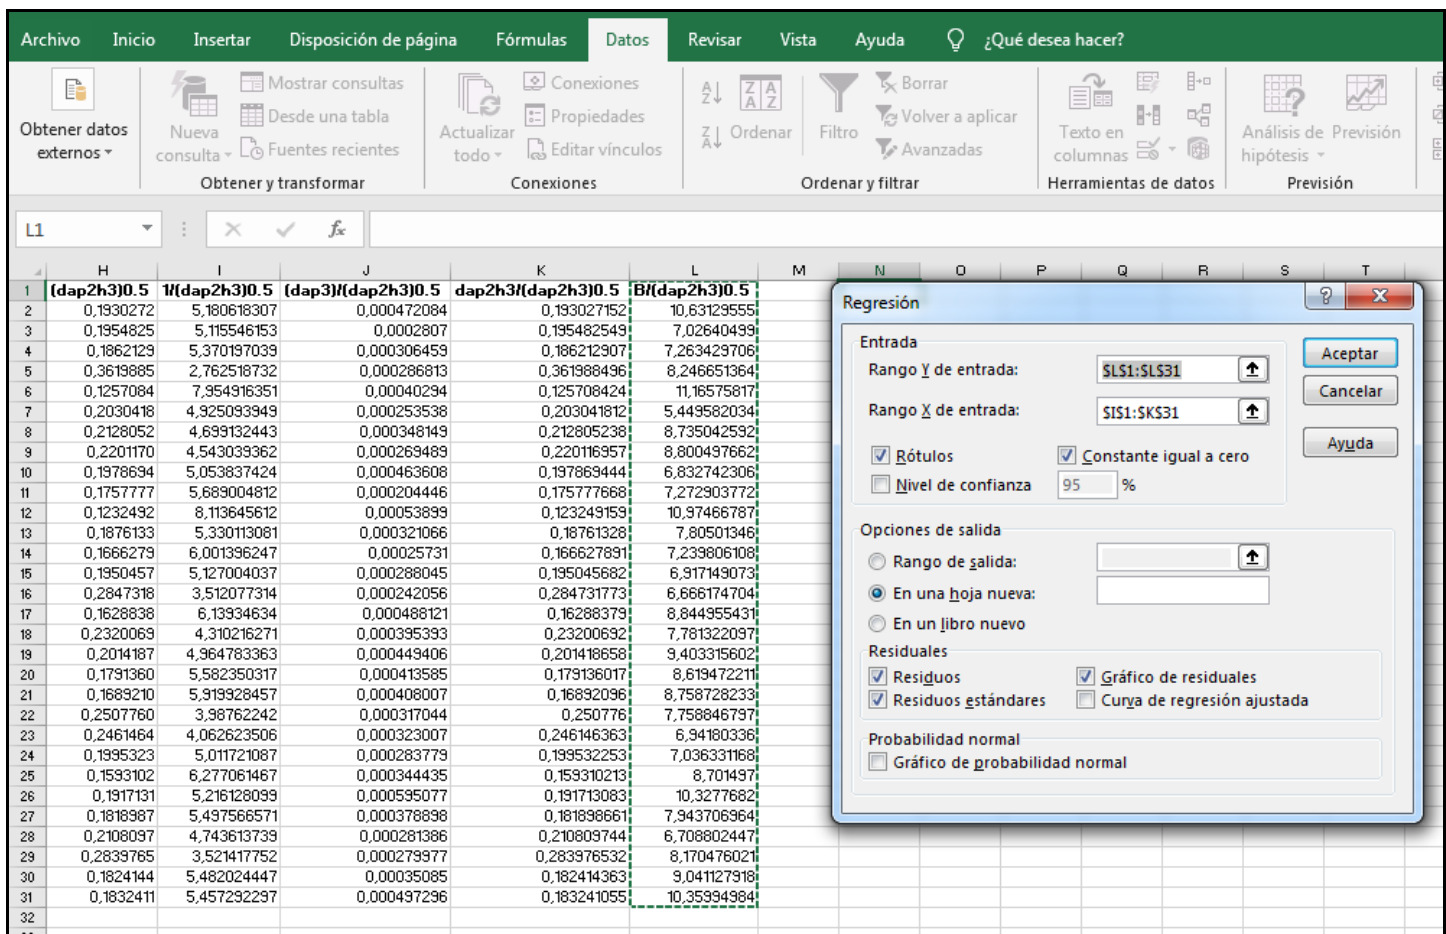 Archivo Inicio Insertar Disposición de página Fórmulas Datos Revisar Vista Ayuda ¿Qué desea hacer?
Obtener datos externos
Nueva consulta
Mostrar consultas
Desde una tabla
Fuentes recientes
Obtener y transformar
Actualizar todo
Conexiones
Propiedades
Editar vínculos
Conexiones
Ordenar
Filtro
Borrar
Volver a aplicar
Avanzadas
Ordenar y filtrar
Texto en columnas
Herramientas de datos
Análisis de hipótesis
Previsión
Previsión
L1 fx
H I J K L M N O P Q R S T
1 (dap2h3)0.5 1/(dap2h3)0.5 (dap3)/(dap2h3)0.5 dap2h3/(dap2h3)0.5 B/(dap2h3)0.5
2 0,1930272 5,180618307 0,000472084 0,193027152 10,63129555
3 0,1954825 5,115546153 0,0002807 0,195482549 7,02640499
4 0,1862129 5,370197039 0,000306459 0,186212907 7,263429706
5 0,3619885 2,762518732 0,000286813 0,361988496 8,246651364
6 0,1257084 7,954916351 0,00040294 0,125708424 11,16575817
7 0,2030418 4,925093949 0,000253538 0,203041812 5,449582034
8 0,2128052 4,699132443 0,000348149 0,212805238 8,735042592
9 0,2201170 4,543039362 0,000269489 0,220116957 8,800497662
10 0,1978694 5,053837424 0,000463608 0,197869444 6,832742306
11 0,1757777 5,689004812 0,000204446 0,175777668 7,272903772
12 0,1232492 8,113645612 0,00053899 0,123249159 10,97466787
13 0,1876133 5,330113081 0,000321066 0,18761328 7,80501346
14 0,1666279 6,001396247 0,00025731 0,166627891 7,239806108
15 0,1950457 5,127004037 0,000288045 0,195045682 6,917149073
16 0,2847318 3,512077314 0,000242056 0,284731773 6,666174704
17 0,1628838 6,13934634 0,000488121 0,16288379 8,844955431
18 0,2320069 4,310216271 0,000395393 0,23200692 7,781322097
19 0,2014187 4,964783363 0,000449406 0,201418658 9,403315602
20 0,1791360 5,582350317 0,000413585 0,179136017 8,619472211
21 0,1689210 5,919928457 0,000408007 0,16892096 8,758728233
22 0,2507760 3,98762242 0,000317044 0,250776 7,758846797
23 0,2461464 4,062623506 0,000323007 0,246146363 6,94180336
24 0,1995323 5,011721087 0,000283779 0,199532253 7,036331168
25 0,1593102 6,277061467 0,000344435 0,159310213 8,701497
26 0,1917131 5,216128099 0,000595077 0,191713083 10,3277682
27 0,1818987 5,497566571 0,000378898 0,181898661 7,943706964
28 0,2108097 4,743613739 0,000281386 0,210809744 6,708802447
29 0,2839765 3,521417752 0,000279977 0,283976532 8,170476021
30 0,1824144 5,482024447 0,00035085 0,182414363 9,041127918
31 0,1832411 5,457292297 0,000497296 0,183241055 10,35994984
32
Regresión
Entrada
Rango Y de entrada: $L$1:$L$31
Rango X de entrada: $I$1:$K$31
Rótulos Constante igual a cero
Nivel de confianza 95 %
Aceptar
Cancelar
Ayuda
Opciones de salida
Rango de salida:
En una hoja nueva:
En un libro nuevo
Residuales
Residuos Gráfico de residuales
Residuos estándares Curva de regresión ajustada
Probabilidad normal
Gráfico de probabilidad normal